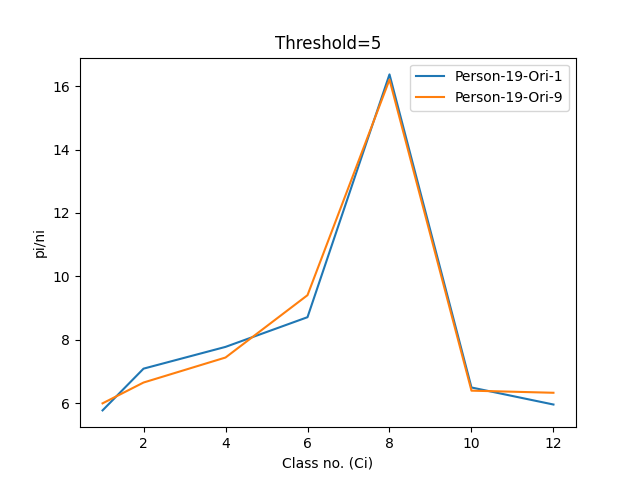 Threshold=5
Person-19-Ori-1
Person-19-Ori-9
pi/ni
16
14
12
10
8
6
2 4 6 8 10 12
Class no. (Ci)